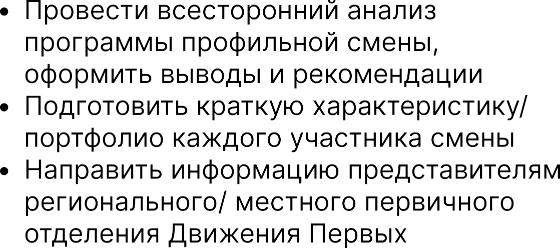 • Провести всесторонний анализ
программы профильной смены,
оформить выводы и рекомендации
• Подготовить краткую характеристику/
портфолио каждого участника смены
• Направить информацию представителям
регионального/ местного первичного
отделения Движения Первых